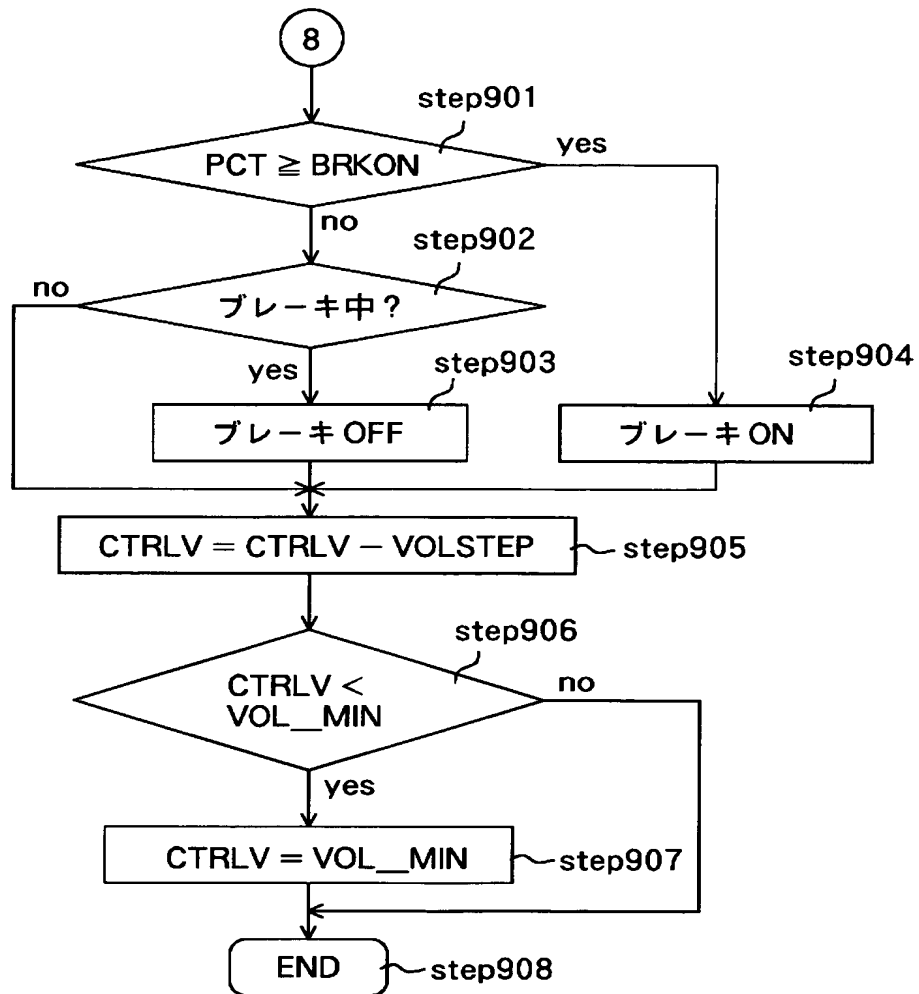 8
step901
PCT ≧ BRKON
yes
no
step902
no
ブレーキ中?
yes
step903
step904
ブレーキOFF
ブレーキON
CTRLV = CTRLV − VOLSTEP
step905
step906
CTRLV <
VOL__MIN
no
yes
CTRLV = VOL__MIN
step907
END
step908